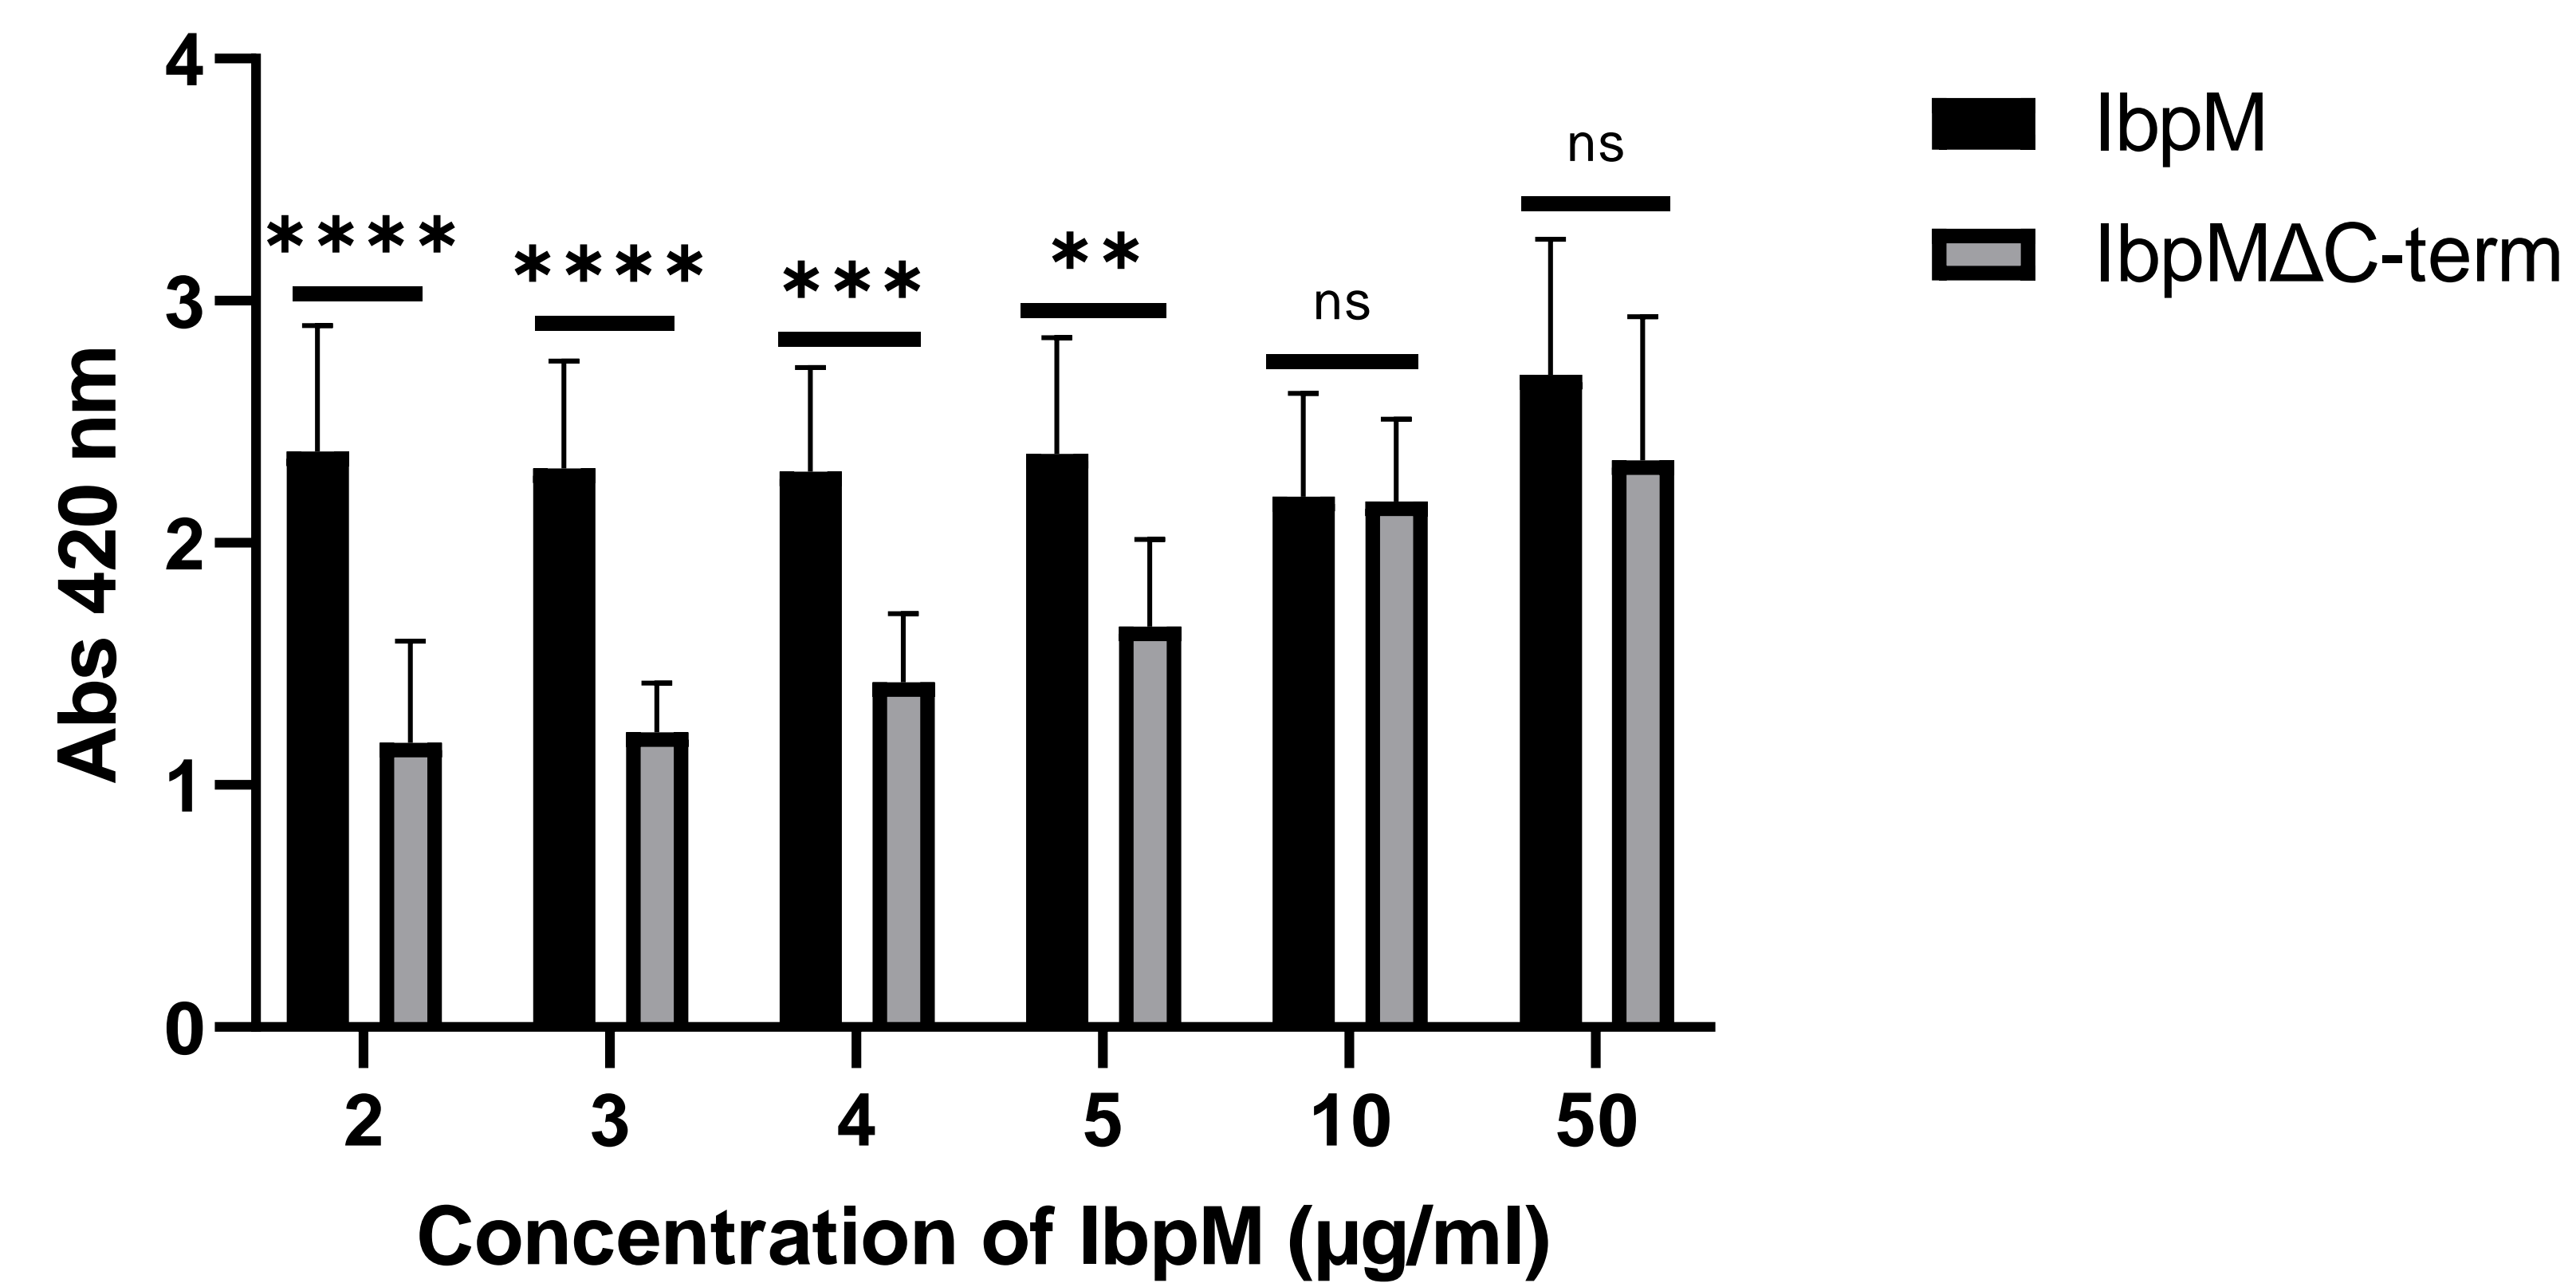 4
3
2
1
0
Abs 420 nm
****
****
***
**
ns
ns
2 3 4 5 10 50
Concentration of IbpM (µg/ml)
IbpM
IbpMΔC-term